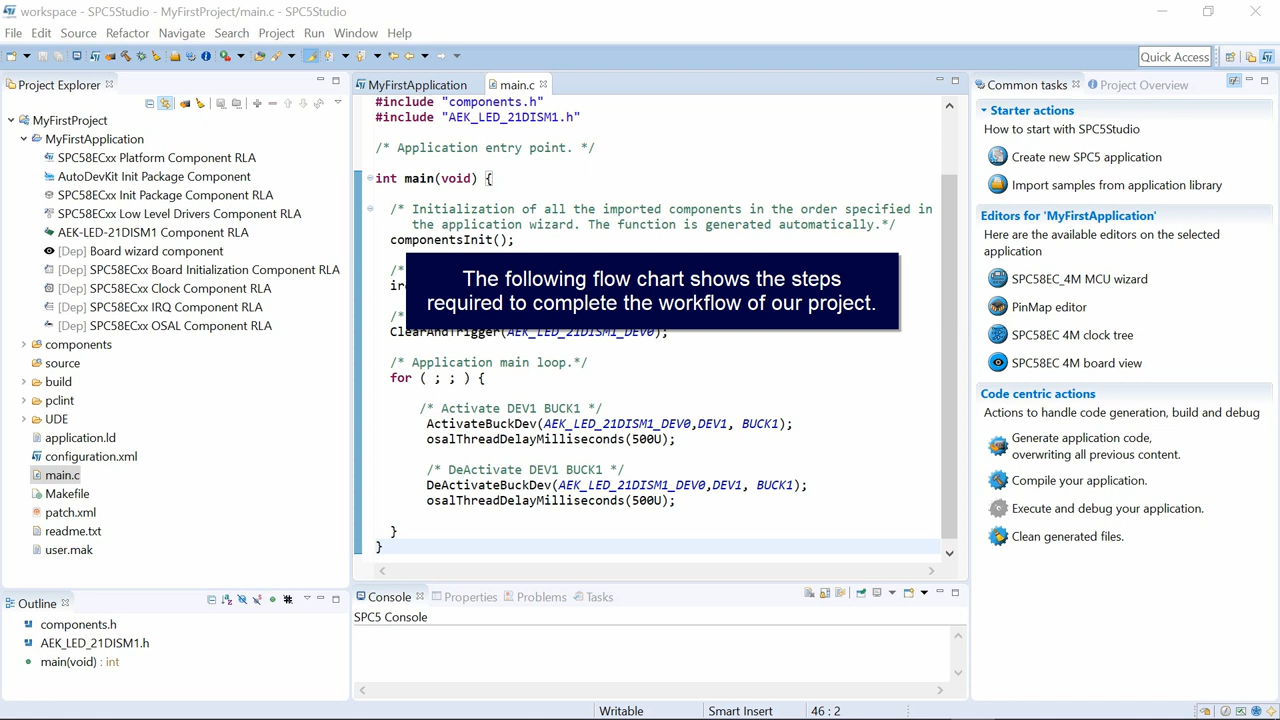 workspace - SPC5Studio - MyFirstProject/main.c - SPC5Studio
File Edit Source Refactor Navigate Search Project Run Window Help
Quick Access
Project Explorer
MyFirstProject
MyFirstApplication
SPC58ECxx Platform Component RLA
AutoDevKit Init Package Component
SPC58ECxx Init Package Component RLA
SPC58ECxx Low Level Drivers Component RLA
AEK-LED-21DISM1 Component RLA
[Dep] Board wizard component
[Dep] SPC58ECxx Board Initialization Component RLA
[Dep] SPC58ECxx Clock Component RLA
[Dep] SPC58ECxx IRQ Component RLA
[Dep] SPC58ECxx OSAL Component RLA
components
source
build
pclint
UDE
application.ld
configuration.xml
main.c
Makefile
patch.xml
readme.txt
user.mak
Outline
components.h
AEK_LED_21DISM1.h
main(void) : int
MyFirstApplication main.c
#include "components.h"
#include "AEK_LED_21DISM1.h"
/* Application entry point. */
int main(void) {
/* Initialization of all the imported components in the order specified in
the application wizard. The function is generated automatically.*/
componentsInit();
The following flow chart shows the steps
required to complete the workflow of our project.
ClearAndTrigger(AEK_LED_21DISM1_DEV0);
/* Application main loop.*/
for ( ; ; ) {
/* Activate DEV1 BUCK1 */
ActivateBuckDev(AEK_LED_21DISM1_DEV0,DEV1, BUCK1);
osalThreadDelayMilliseconds(500U);
/* DeActivate DEV1 BUCK1 */
DeActivateBuckDev(AEK_LED_21DISM1_DEV0,DEV1, BUCK1);
osalThreadDelayMilliseconds(500U);
}
}
Console Properties Problems Tasks
SPC5 Console
Common tasks Project Overview
Starter actions
How to start with SPC5Studio
Create new SPC5 application
Import samples from application library
Editors for 'MyFirstApplication'
Here are the available editors on the selected
application
SPC58EC_4M MCU wizard
PinMap editor
SPC58EC 4M clock tree
SPC58EC 4M board view
Code centric actions
Actions to handle code generation, build and debug
Generate application code,
overwriting all previous content.
Compile your application.
Execute and debug your application.
Clean generated files.
Writable Smart Insert 46 : 2